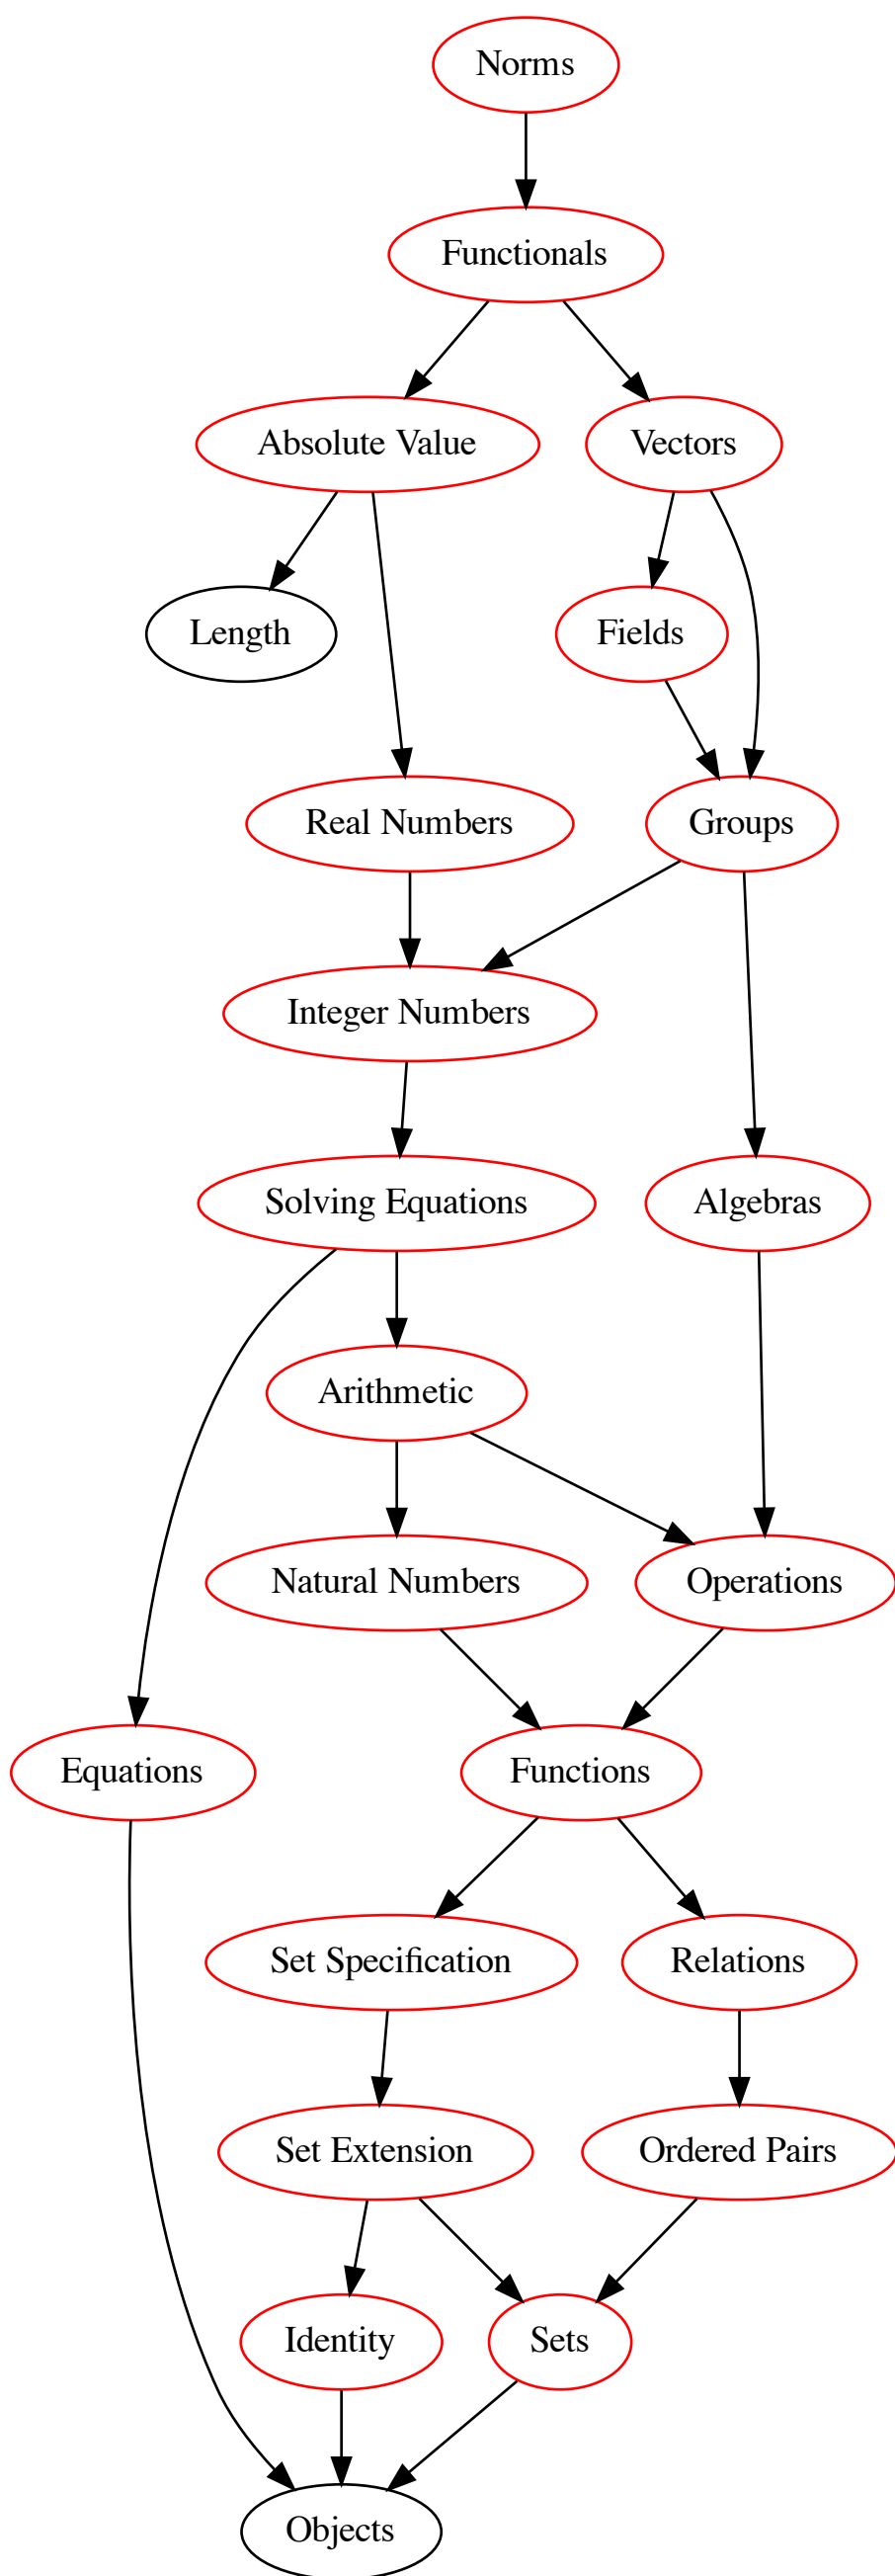 Norms
Functionals
Absolute Value
Vectors
Length
Fields
Real Numbers
Groups
Integer Numbers
Solving Equations
Algebras
Arithmetic
Natural Numbers
Operations
Equations
Functions
Set Specification
Relations
Set Extension
Ordered Pairs
Identity
Sets
Objects